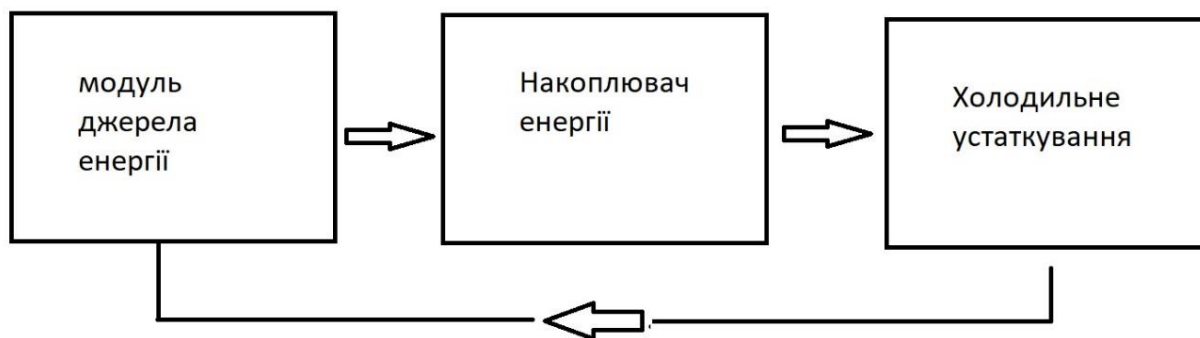 модуль
джерела
енергії
Накоплювач
енергії
Холодильне
устаткування